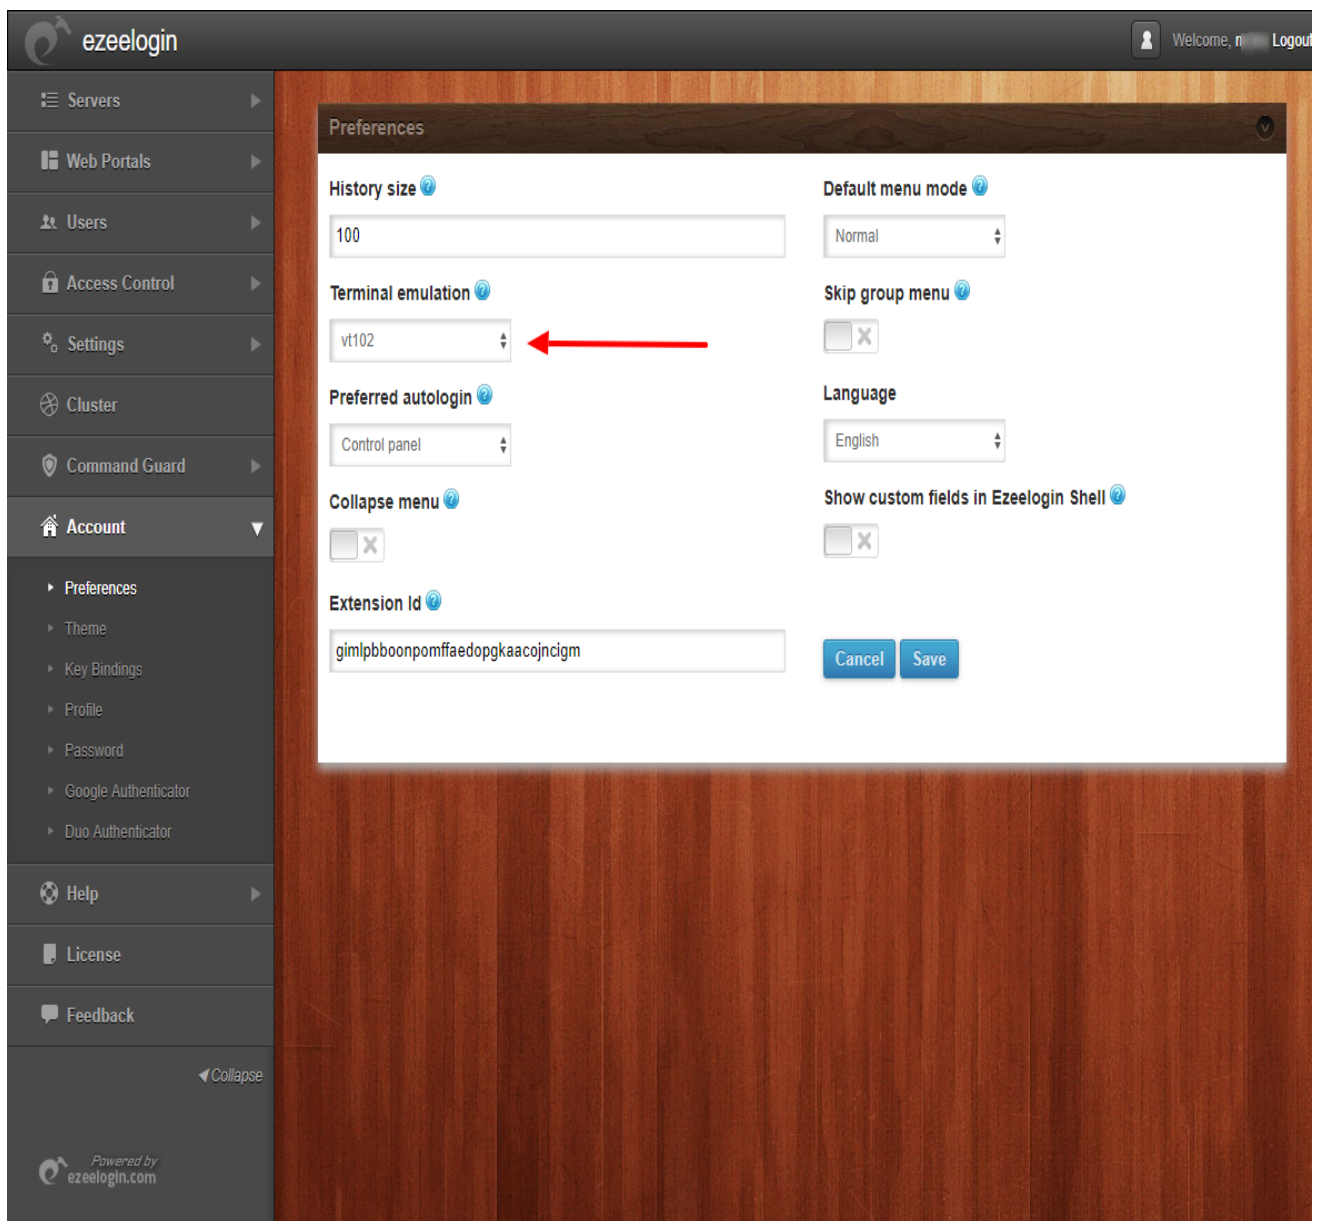 ezeelogin
Welcome, Logout
Servers
Web Portals
Users
Access Control
Settings
Cluster
Command Guard
Account
Preferences
Theme
Key Bindings
Profile
Password
Google Authenticator
Duo Authenticator
Help
License
Feedback
Collapse
Powered by
ezeelogin.com
Preferences
History size
100
Default menu mode
Normal
Terminal emulation
vt102
Skip group menu
Preferred autologin
Control panel
Language
English
Collapse menu
Show custom fields in Ezeelogin Shell
Extension Id
gimlpbboonpomffaedopgkaacojncigm
Cancel Save